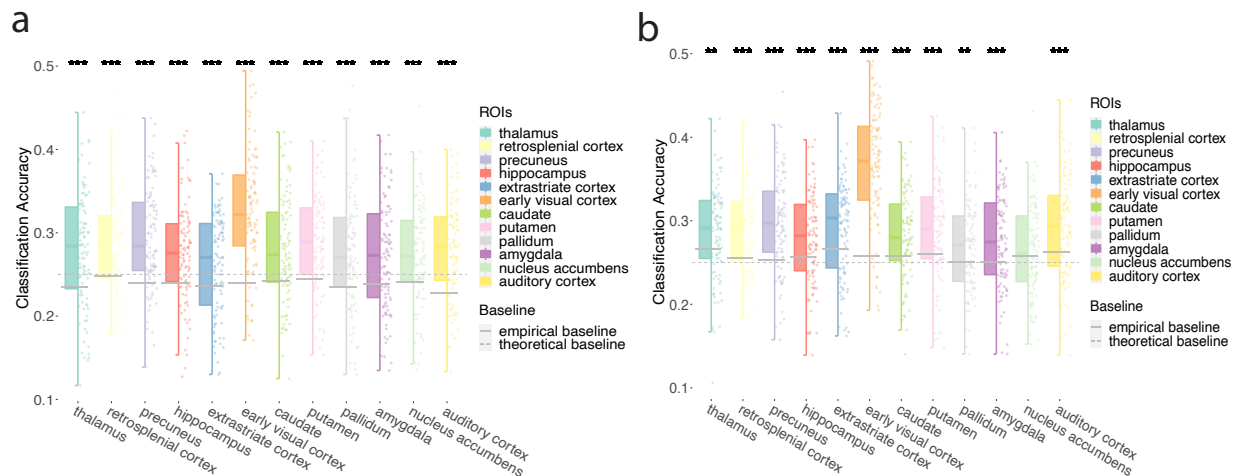 a
***
***
***
***
***
***
***
***
***
***
***
***
0.5
0.4
0.3
0.2
0.1
Classification Accuracy
thalamus
retrosplenial cortex
precuneus
hippocampus
extrastriate cortex
early visual cortex
caudate
putamen
pallidum
amygdala
nucleus accumbens
auditory cortex
ROIs
thalamus
retrosplenial cortex
precuneus
hippocampus
extrastriate cortex
early visual cortex
caudate
putamen
pallidum
amygdala
nucleus accumbens
auditory cortex
Baseline
empirical baseline
theoretical baseline
b
**
***
***
***
***
***
***
***
**
***
***
0.5
0.4
0.3
0.2
0.1
Classification Accuracy
thalamus
retrosplenial cortex
precuneus
hippocampus
extrastriate cortex
early visual cortex
caudate
putamen
pallidum
amygdala
nucleus accumbens
auditory cortex
ROIs
thalamus
retrosplenial cortex
precuneus
hippocampus
extrastriate cortex
early visual cortex
caudate
putamen
pallidum
amygdala
nucleus accumbens
auditory cortex
Baseline
empirical baseline
theoretical baseline